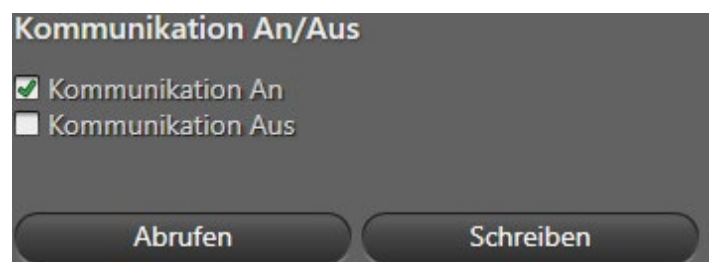 Kommunikation An/Aus
Kommunikation An
Kommunikation Aus
Abrufen Schreiben